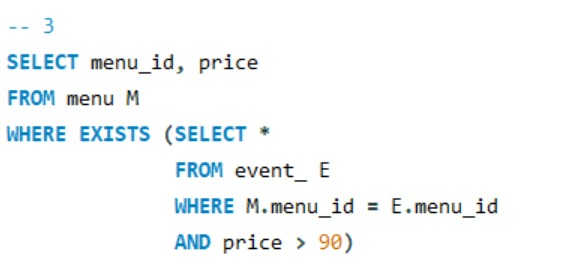 -- 3
SELECT menu_id, price
FROM menu M
WHERE EXISTS (SELECT *
FROM event_ E
WHERE M.menu_id = E.menu_id
AND price > 90)